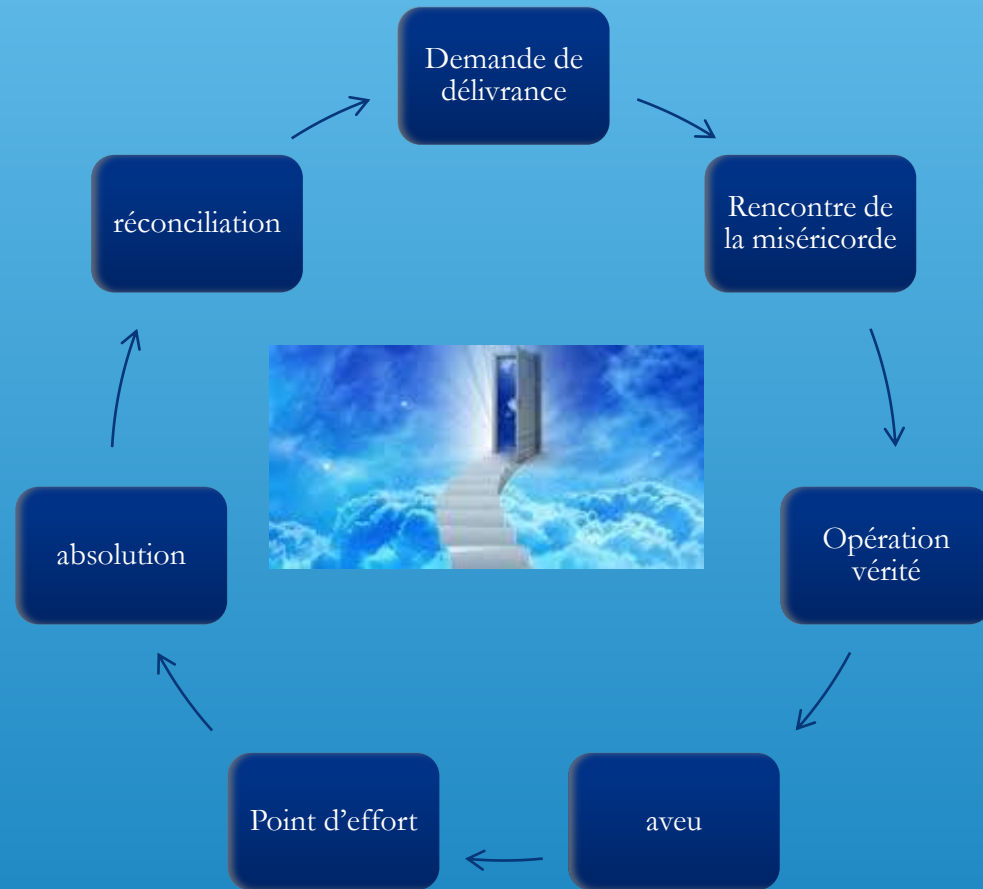 Demande de
délivrance
Rencontre de
la miséricorde
Opération
vérité
aveu
Point d’effort
absolution
réconciliation